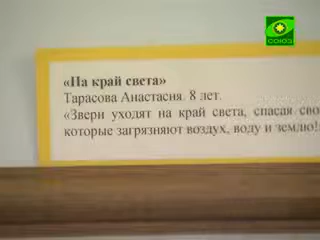 СОЮЗ
«На край света»
Тарасова Анастасия. 8 лет.
«Звери уходят на край света, спасая сво
которые загрязняют воздух, воду и землю!